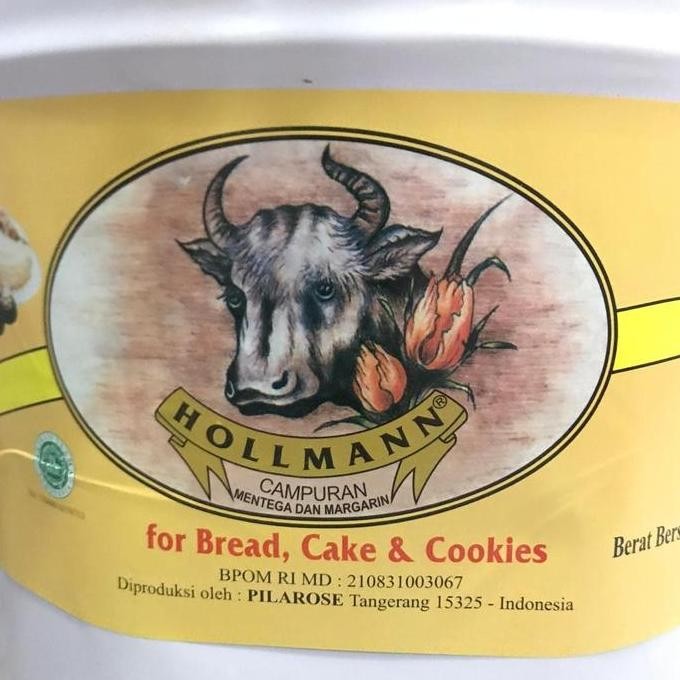 HOLLMANN®
CAMPURAN
MENTEGA DAN MARGARIN
for Bread, Cake & Cookies
BPOM RI MD : 210831003067
Diproduksi oleh : PILAROSE Tangerang 15325 - Indonesia
Berat